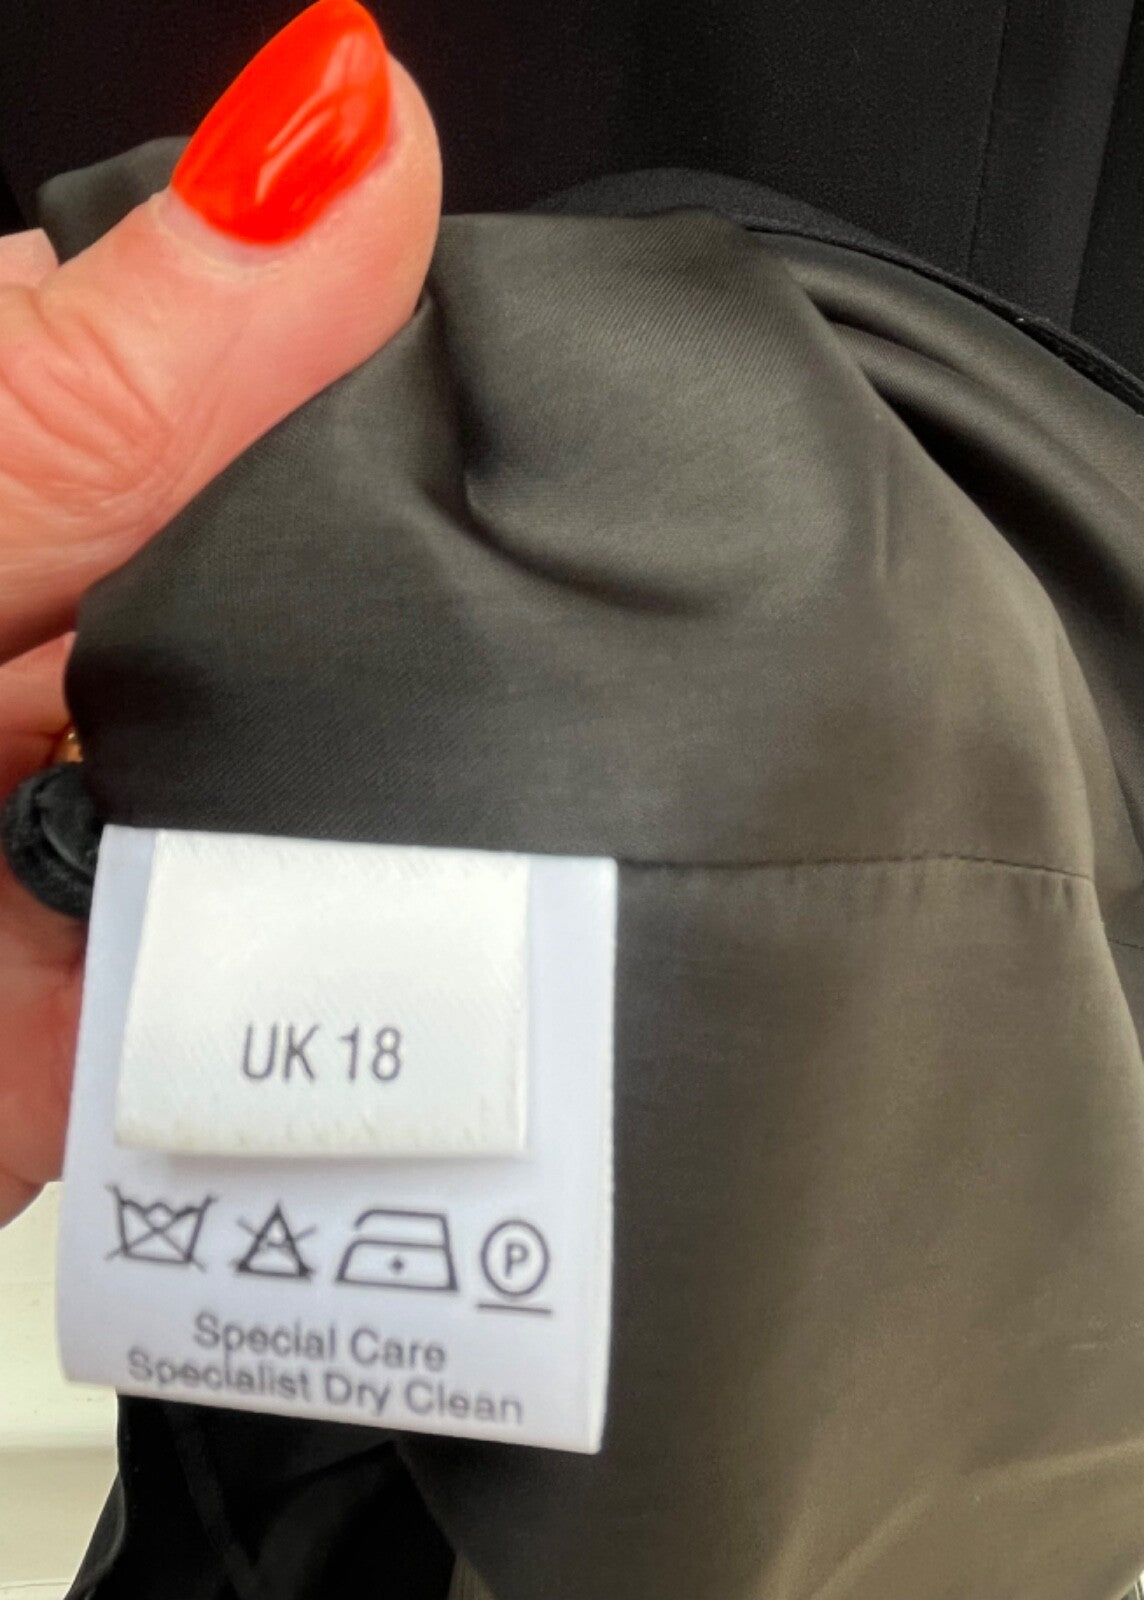 UK 18
P
Special Care
Specialist Dry Clean